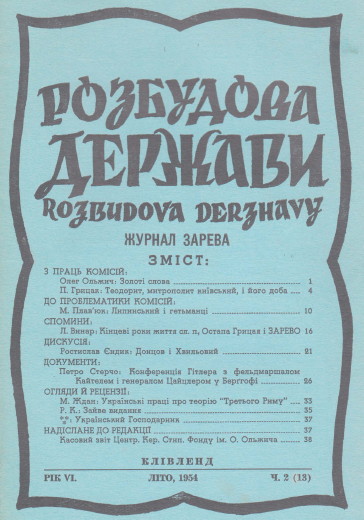 РОЗБУДОВА
ДЕРЖАВИ
ROZBUDOVA DERZHAVY
ЖУРНАЛ ЗАРЕВА
ЗМІСТ:
З ПРАЦЬ КОМІСІЙ:
Олег Ольжич: Золоті слова 1
П. Грицак: Теодорит, митрополит київський, і його доба 4
ДО ПРОБЛЕМАТИКИ КОМІСІЙ:
М. Плав'юк: Липинський і гетьманці 10
СПОМИНИ:
Л. Винар: Кінцеві роки життя сл. п. Остапа Грицая і ЗАРЕВО 16
ДИСКУСІЯ:
Ростислав Єндик: Донцов і Хвильовий 21
ДОКУМЕНТИ:
Петро Стерчо: Конференція Гітлера з фельдмаршалом
Кайтелем і генералом Цайцлером у Берггофі 26
ОГЛЯДИ Й РЕЦЕНЗІЇ:
М. Ждан: Українські праці про теорію "Третього Риму" 33
Р. К.: Зайве видання 35
***: Український Господарник 37
НАДІСЛАНЕ ДО РЕДАКЦІЇ 37
Касовий звіт Центр. Кер. Стип. Фонду ім. О. Ольжича 38
КЛІВЛЕНД
РІК VI. ЛІТО, 1954 Ч. 2 (13)